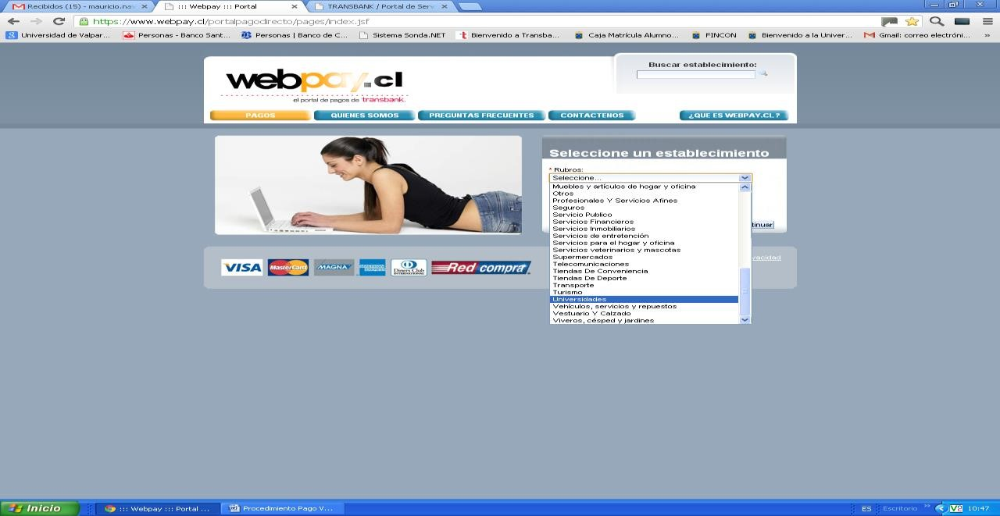 Recibidos (15) - mauricio.nav
::: Webpay ::: Portal
TRANSBANK / Portal de Serv
https://www.webpay.cl/portalpagodirecto/pages/index.jsf
Universidad de Valpar...
Personas - Banco Sant...
Personas | Banco de C...
Sistema Sonda.NET
Bienvenido a Transba...
Caja Matrícula Alumno...
FINCON
Bienvenido a la Univer...
Gmail: correo electróni...
»
Buscar establecimiento:
webpay.cl
el portal de pagos de transbank.
PAGOS
QUIENES SOMOS
PREGUNTAS FRECUENTES
CONTACTENOS
¿QUE ES WEBPAY.CL?
Seleccione un establecimiento
* Rubros:
Seleccione...
Muebles y artículos de hogar y oficina
Otros
Profesionales Y Servicios Afines
Seguros
Servicio Publico
Servicios Financieros
Servicios Inmobiliarios
Servicios de entretención
Servicios para el hogar y oficina
Servicios veterinarios y mascotas
Supermercados
Telecomunicaciones
Tiendas De Conveniencia
Tiendas De Deporte
Transporte
Turismo
Universidades
Vehículos, servicios y repuestos
Vestuario Y Calzado
Viveros, césped y jardines
tinuar
vacidad
VISA
MasterCard
MAGNA
AMERICAN EXPRESS
Diners Club
INTERNATIONAL
Red compra
Inicio
::: Webpay ::: Portal ...
Procedimiento Pago V...
ES
Escritorio
»
10:47